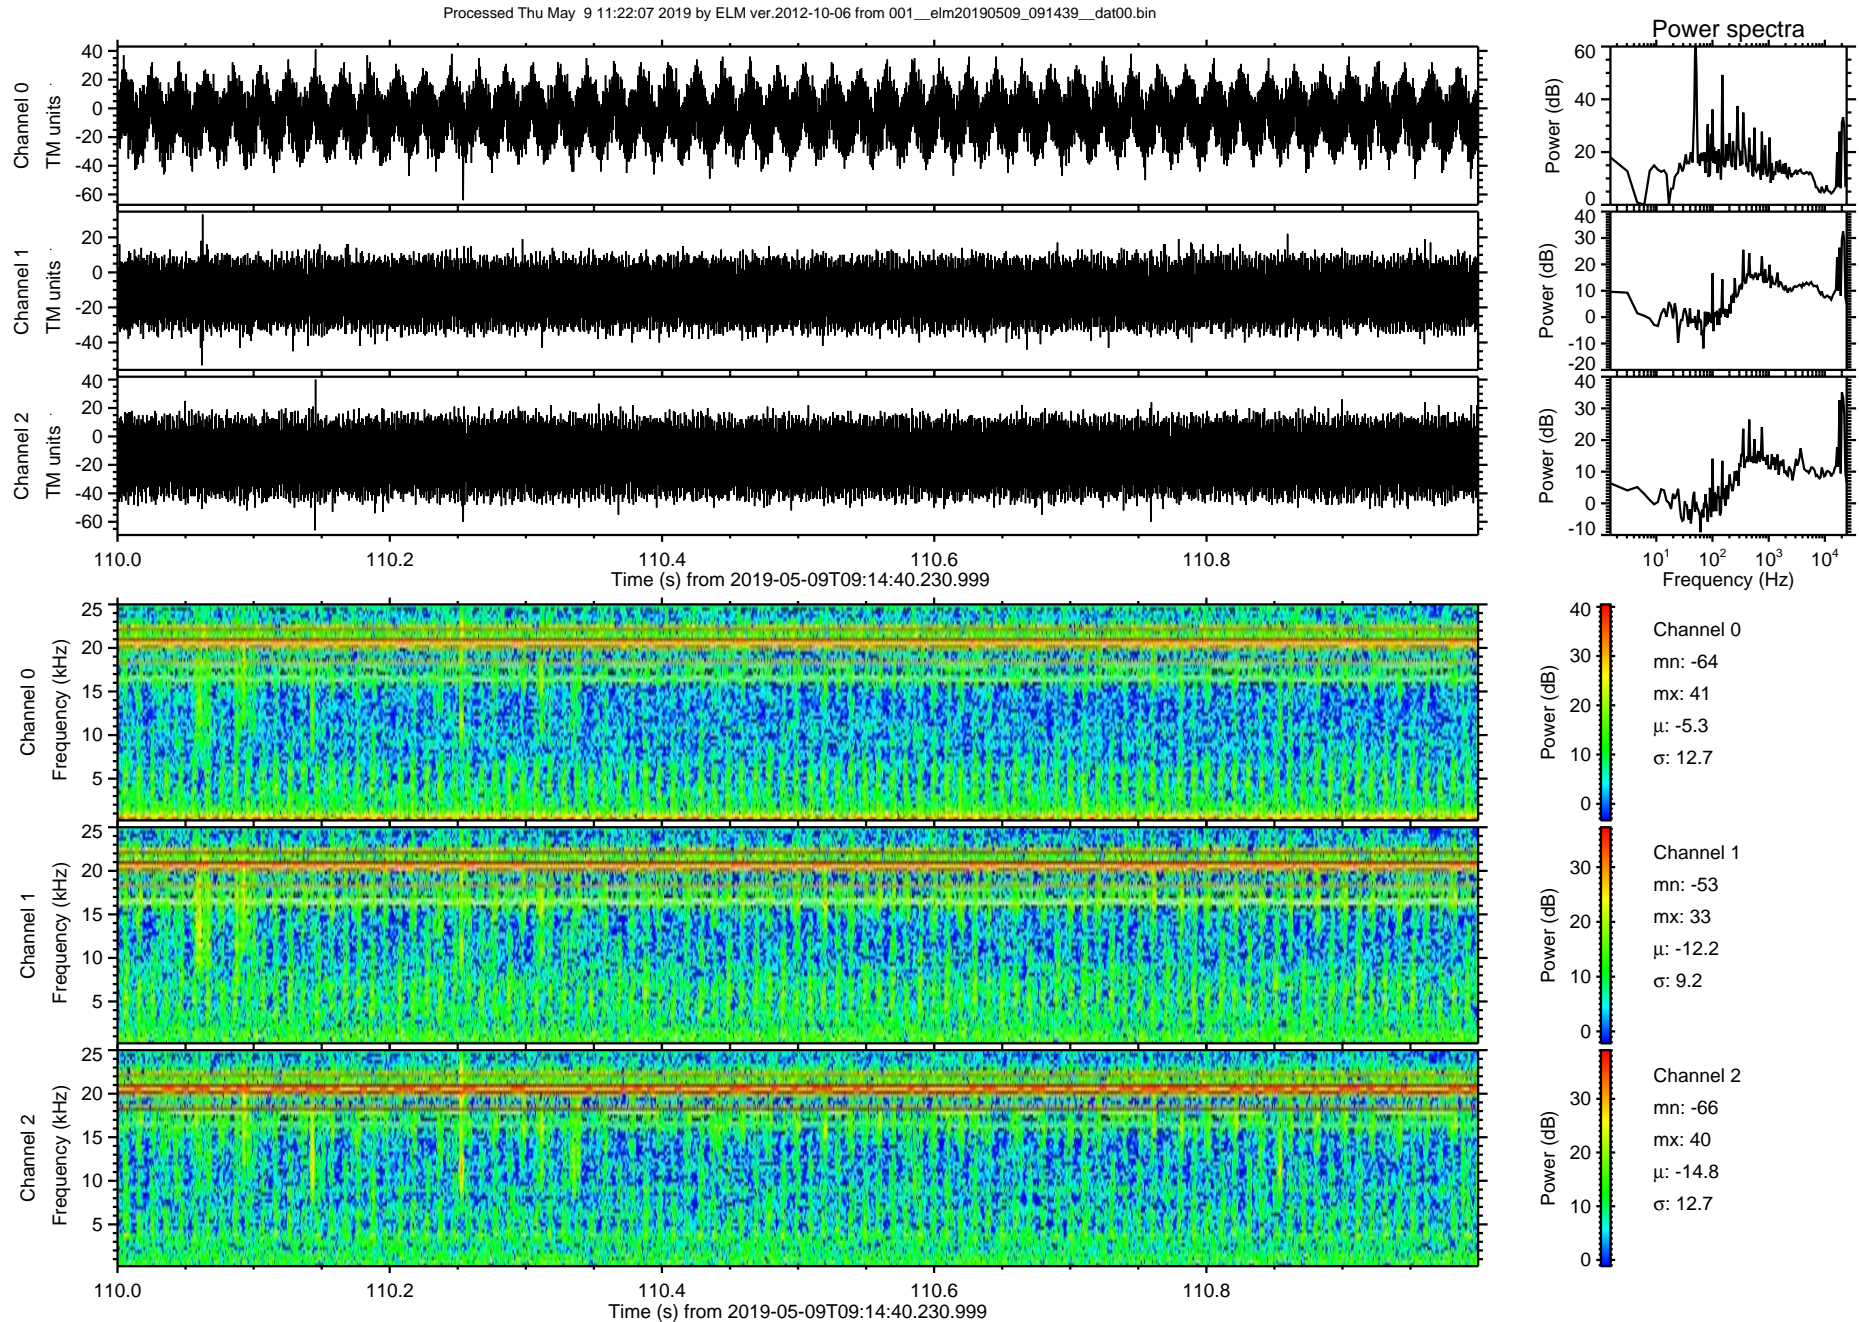 Processed Thu May  9 11:22:07 2019 by ELM ver.2012-10-06 from 001__elm20190509_091439__dat00.bin
Power spectra
Channel 0
TM units
40
20
0
-20
-40
-60
Power (dB)
60
40
20
0
Channel 1
TM units
20
0
-20
-40
Power (dB)
40
30
20
10
0
-10
-20
Channel 2
TM units
40
20
0
-20
-40
-60
Power (dB)
40
30
20
10
0
-10
110.0 110.2 110.4 110.6 110.8
Time (s) from 2019-05-09T09:14:40.230.999
10¹ 10² 10³ 10⁴
Frequency (Hz)
Channel 0
Frequency (kHz)
25
20
15
10
5
Power (dB)
40
30
20
10
0
Channel 0
mn: -64
mx: 41
µ: -5.3
σ: 12.7
Channel 1
Frequency (kHz)
25
20
15
10
5
Power (dB)
30
20
10
0
Channel 1
mn: -53
mx: 33
µ: -12.2
σ: 9.2
Channel 2
Frequency (kHz)
25
20
15
10
5
Power (dB)
30
20
10
0
Channel 2
mn: -66
mx: 40
µ: -14.8
σ: 12.7
110.0 110.2 110.4 110.6 110.8
Time (s) from 2019-05-09T09:14:40.230.999